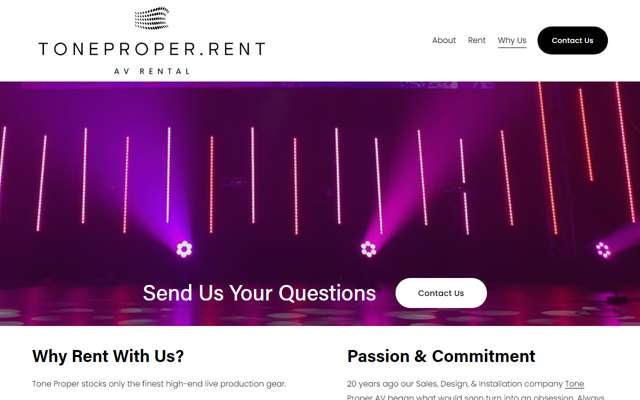 TONEPROPER.RENT
AV RENTAL
About Rent Why Us Contact Us
Send Us Your Questions Contact Us
Why Rent With Us?
Tone Proper stocks only the finest high-end live production gear.
Passion & Commitment
20 years ago our Sales, Design, & Installation company Tone
Proper AV began what would soon turn into an obsession. Always